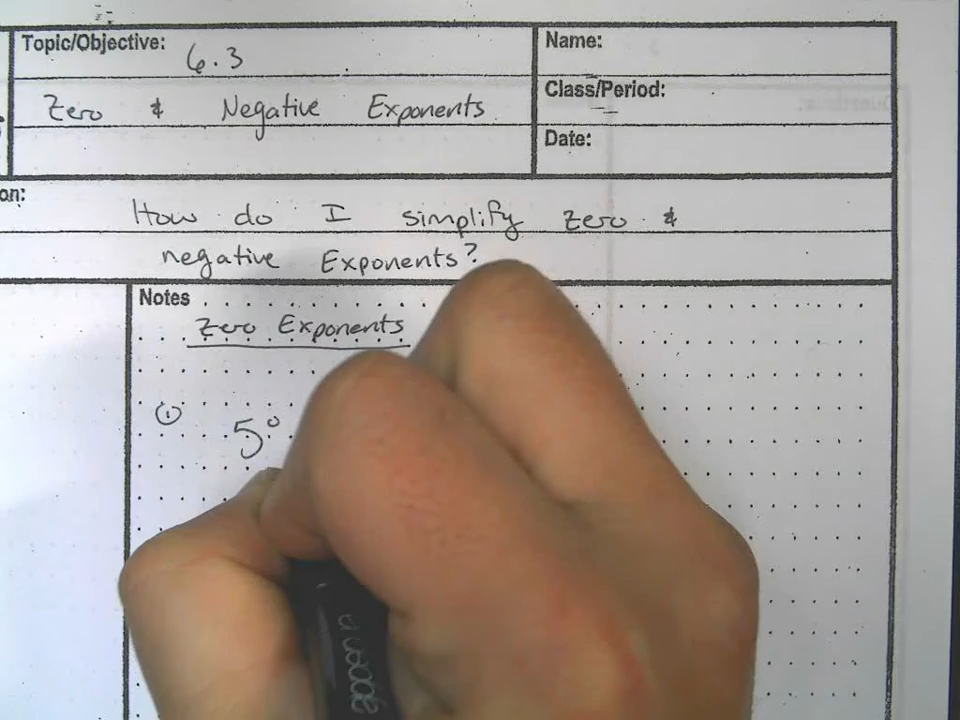 Topic/Objective: 6.3
Name:
Zero & Negative Exponents
Class/Period:
Date:
on:
How do I simplify zero &
negative Exponents?
Notes
Zero Exponents
① 5⁰